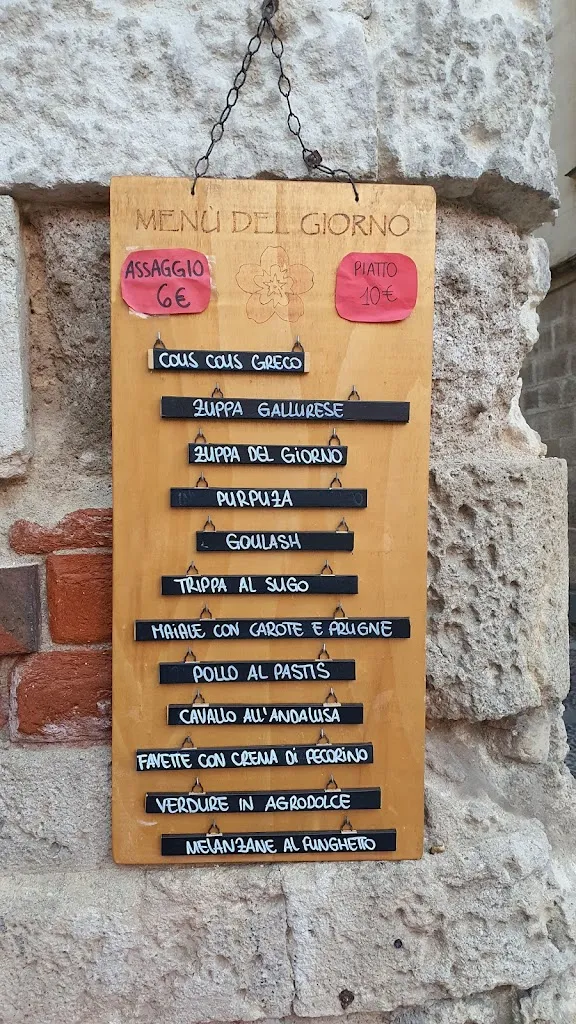 MENÙ DEL GIORNO
ASSAGGIO
6€
PIATTO
10€
COUS COUS GRECO
ZUPPA GALLURESE
ZUPPA DEL GIORNO
PURPUZA
GOULASH
TRIPPA AL SUGO
MAIALE CON CAROTE E PRUGNE
POLLO AL PASTIS
CAVALLO ALL'ANDALUSA
FAVETTE CON CREMA DI PECORINO
VERDURE IN AGRODOLCE
MELANZANE AL FUNGHETTO